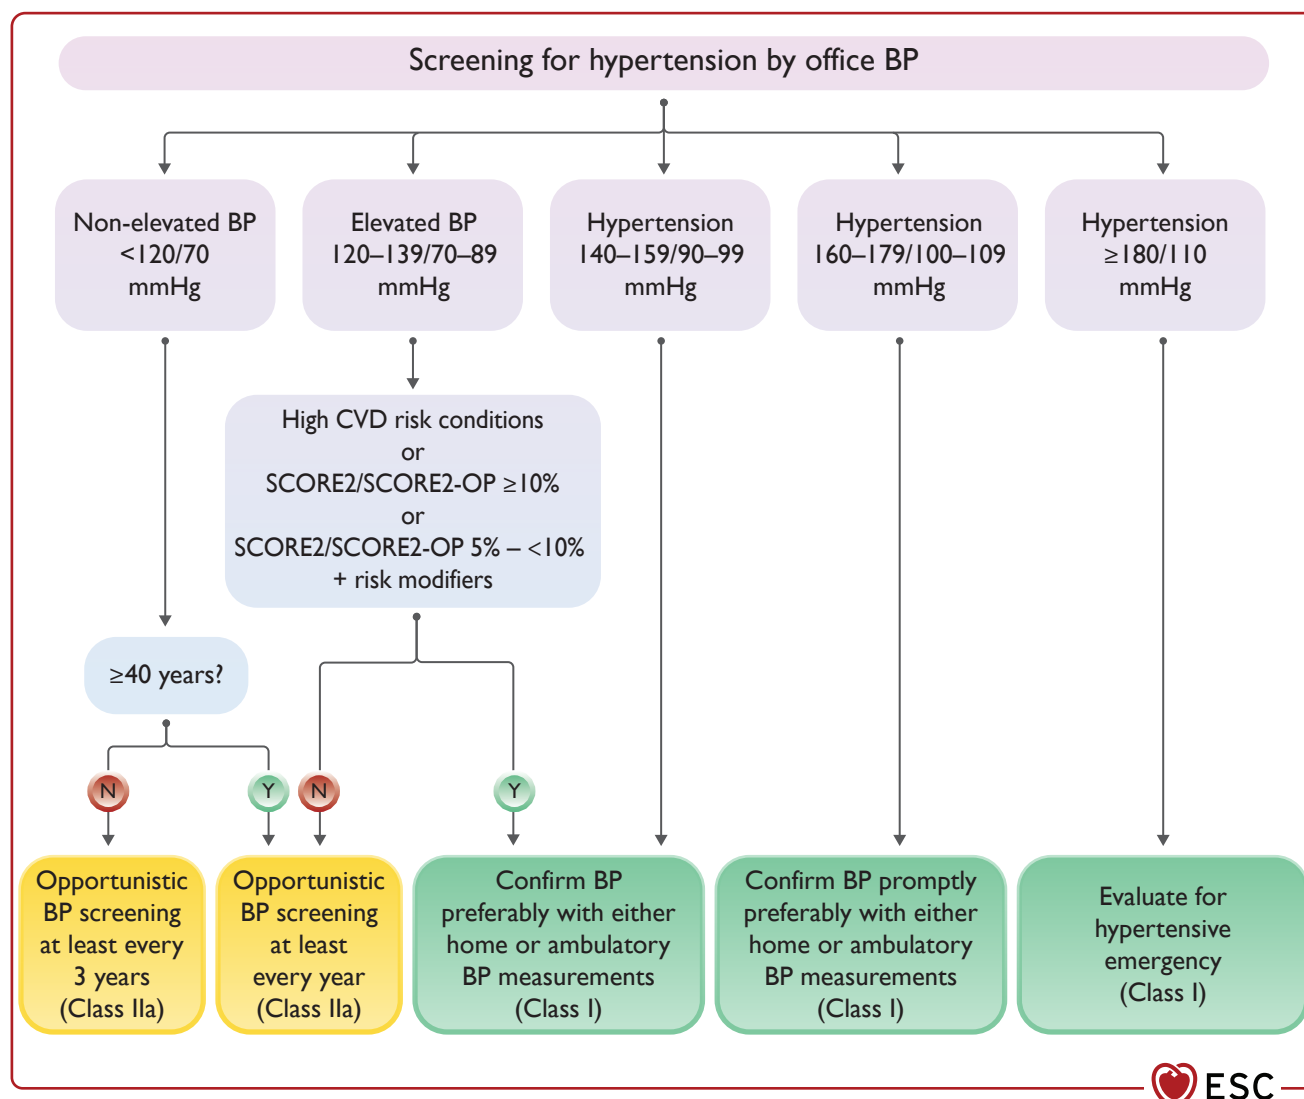 Screening for hypertension by office BP
Non-elevated BP
<120/70
mmHg
Elevated BP
120–139/70–89
mmHg
Hypertension
140–159/90–99
mmHg
Hypertension
160–179/100–109
mmHg
Hypertension
≥180/110
mmHg
High CVD risk conditions
or
SCORE2/SCORE2-OP ≥10%
or
SCORE2/SCORE2-OP 5% – <10%
+ risk modifiers
≥40 years?
N
Y
N
Y
Opportunistic
BP screening
at least every
3 years
(Class IIa)
Opportunistic
BP screening
at least
every year
(Class IIa)
Confirm BP
preferably with either
home or ambulatory
BP measurements
(Class I)
Confirm BP promptly
preferably with either
home or ambulatory
BP measurements
(Class I)
Evaluate for
hypertensive
emergency
(Class I)
ESC